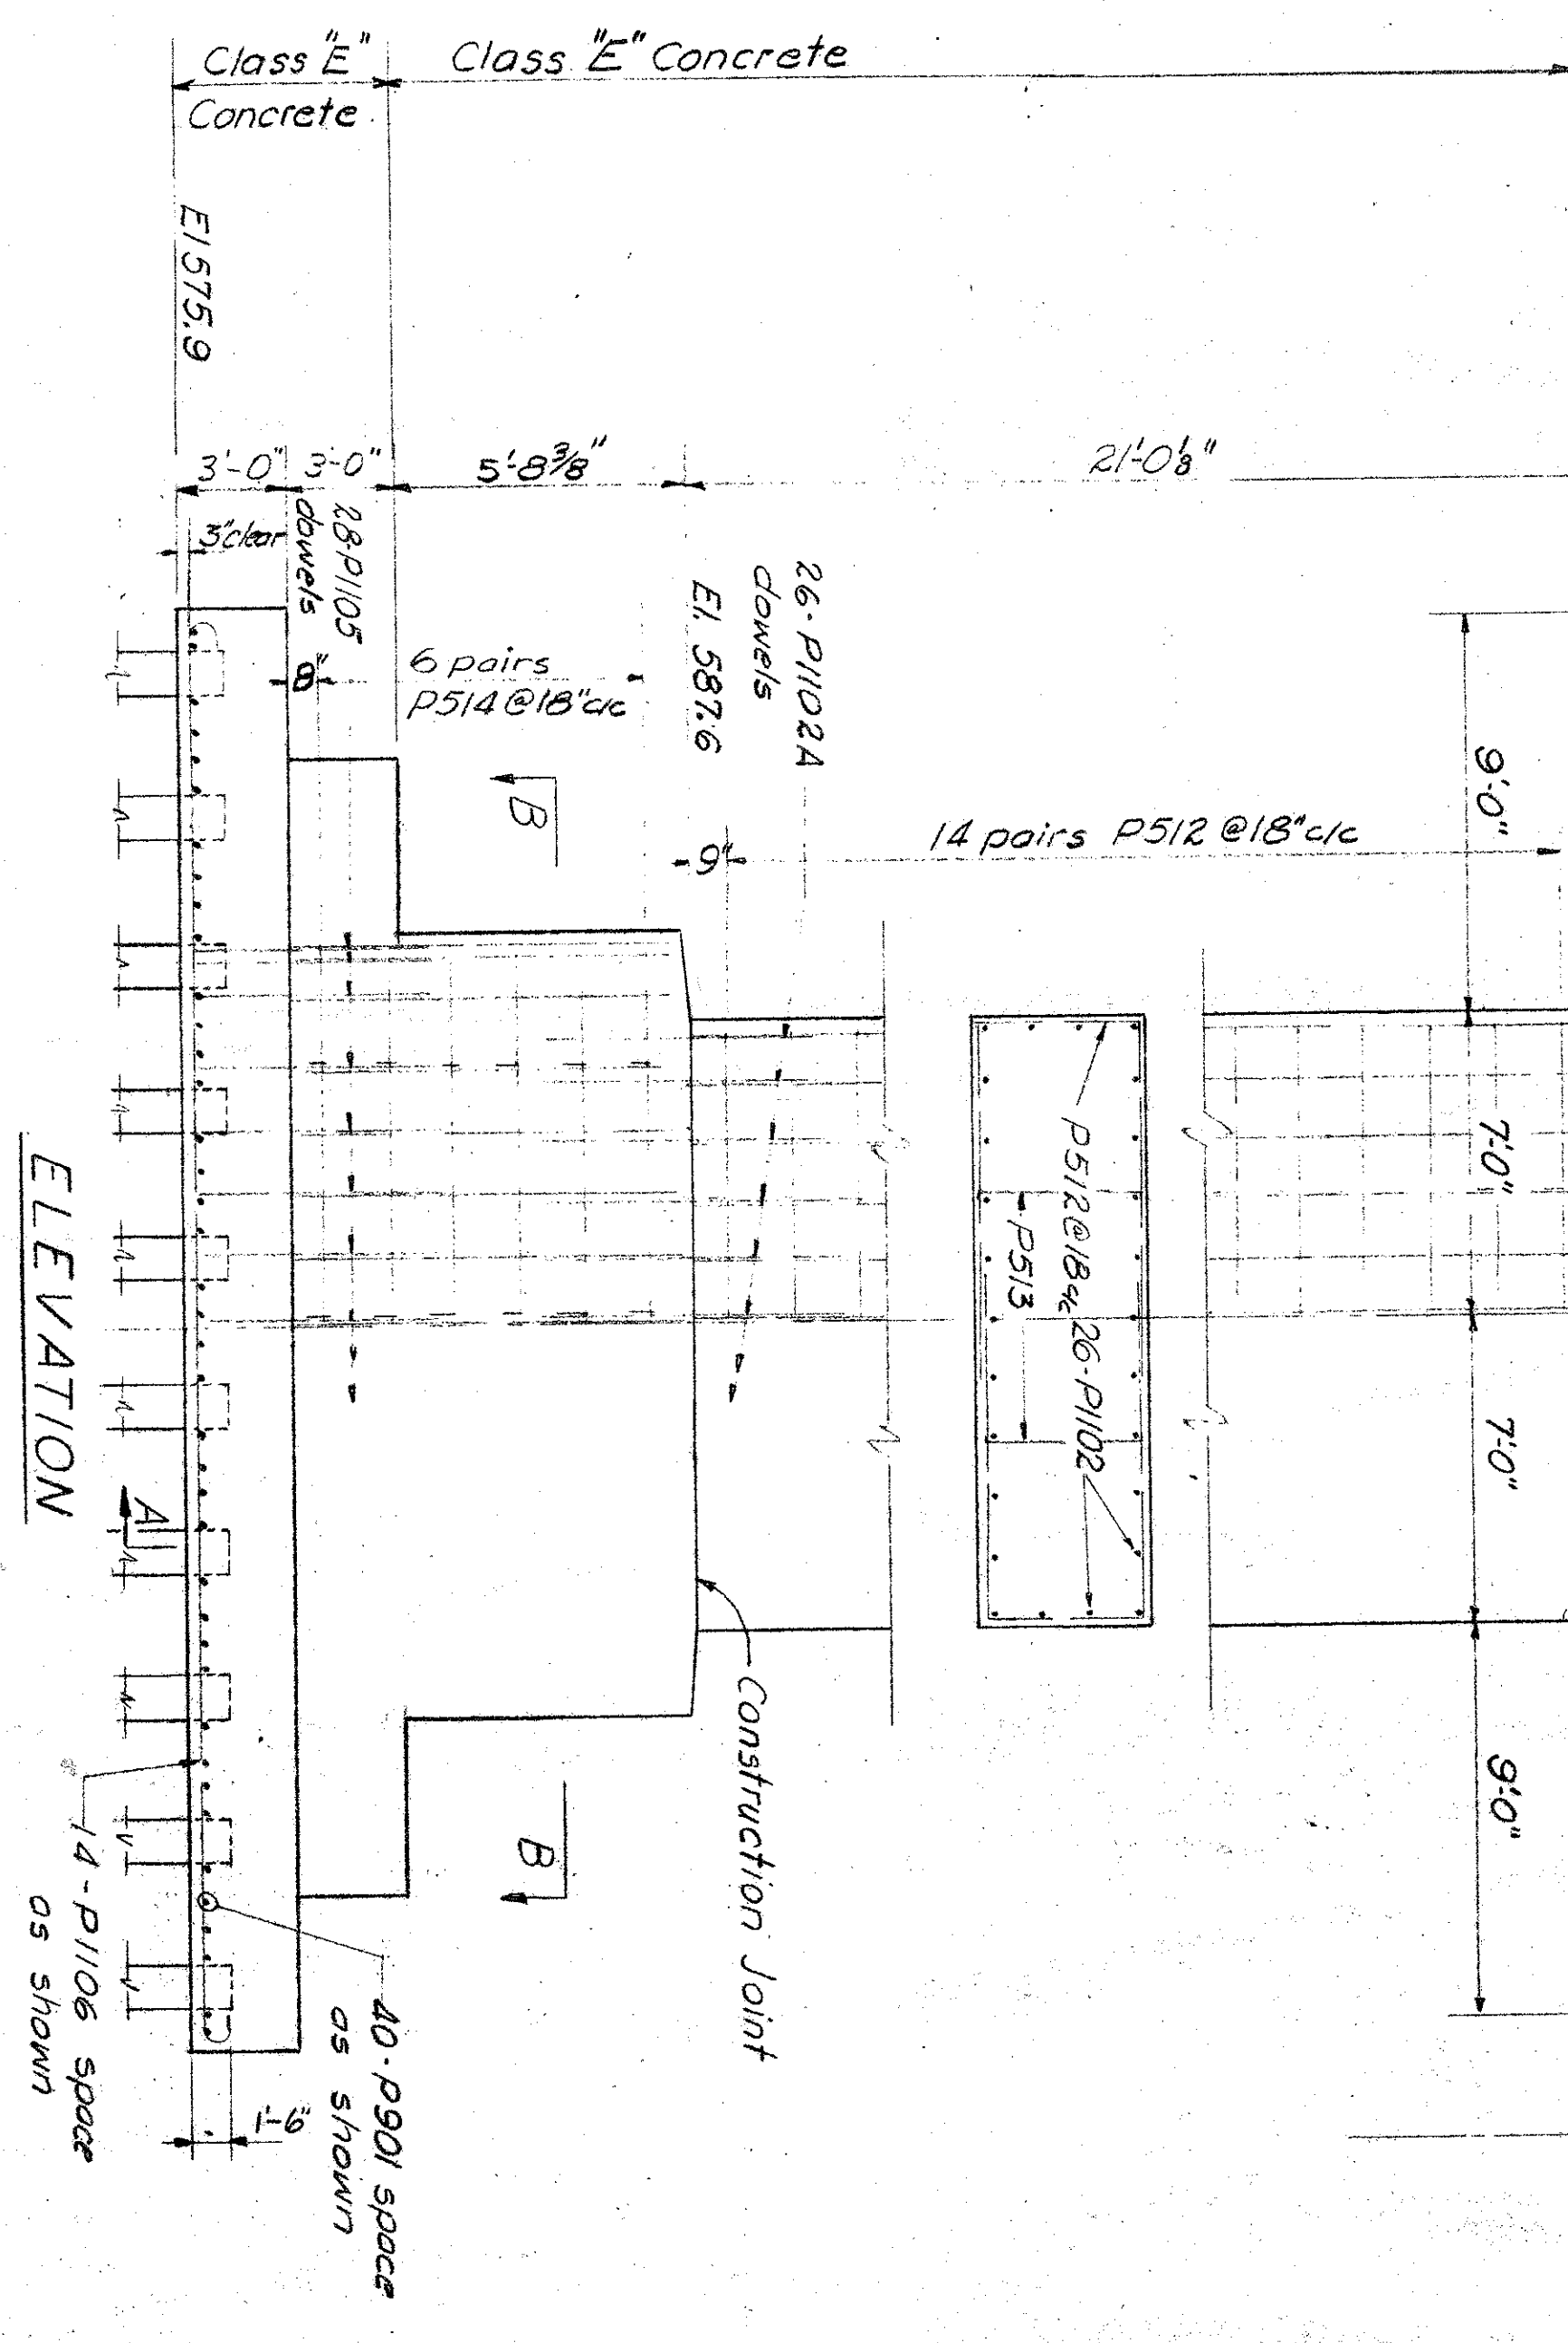 Class "E"
Concrete
Class "E" Concrete
El 575.9
3'-0"
3'-0"
5'-8 3/8"
21'-0 1/8"
3" clear
28-P1105
dowels
8"
6 pairs
P514 @ 18" c/c
26-P1102A
dowels
El. 587.6
B
9"
14 pairs P512 @ 18" c/c
9'-0"
7'-0"
7'-0"
9'-0"
P512 @ 18 c/c
26-P1102
P513
ELEVATION
A
Construction Joint
B
14-P1106 space
as shown
40-P901 space
as shown
1'-6"